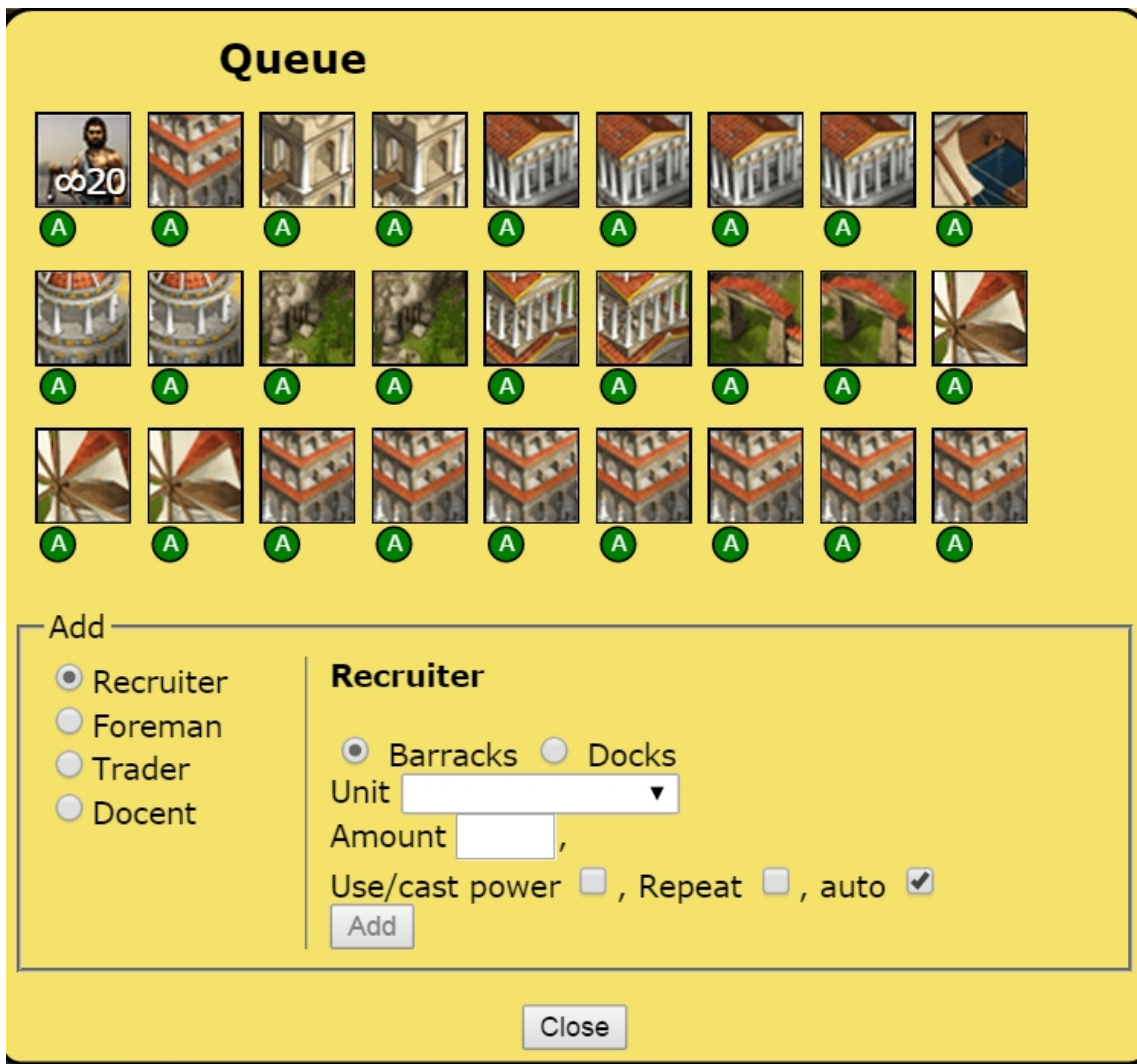 Queue
.∞20
A A A A A A A A A
A A A A A A A A A
A A A A A A A A A
Add
Recruiter
Foreman
Trader
Docent
Recruiter
Barracks Docks
Unit
Amount ,
Use/cast power , Repeat , auto
Add
Close